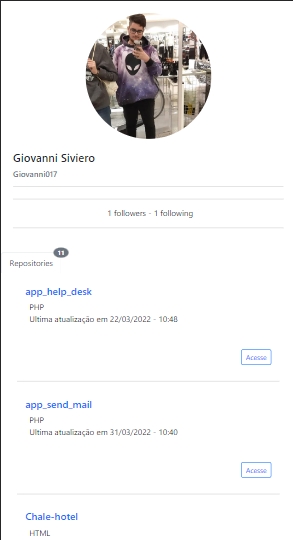 Giovanni Siviero
Giovanni017
1 followers · 1 following
11
Repositories
app_help_desk
PHP
Ultima atualização em 22/03/2022 - 10:48
Acesse
app_send_mail
PHP
Ultima atualização em 31/03/2022 - 10:40
Acesse
Chale-hotel
HTML